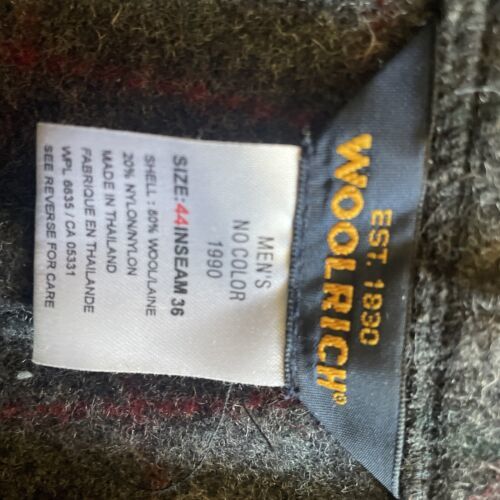 EST. 1830
WOOLRICH®
MEN'S
NO COLOR
1990
SIZE:44INSEAM 36
SHELL : 80% WOOL/LAINE
20% NYLON/NYLON
MADE IN THAILAND
FABRIQUE EN THAILANDE
WPL 6635 / CA 05331
SEE REVERSE FOR CARE